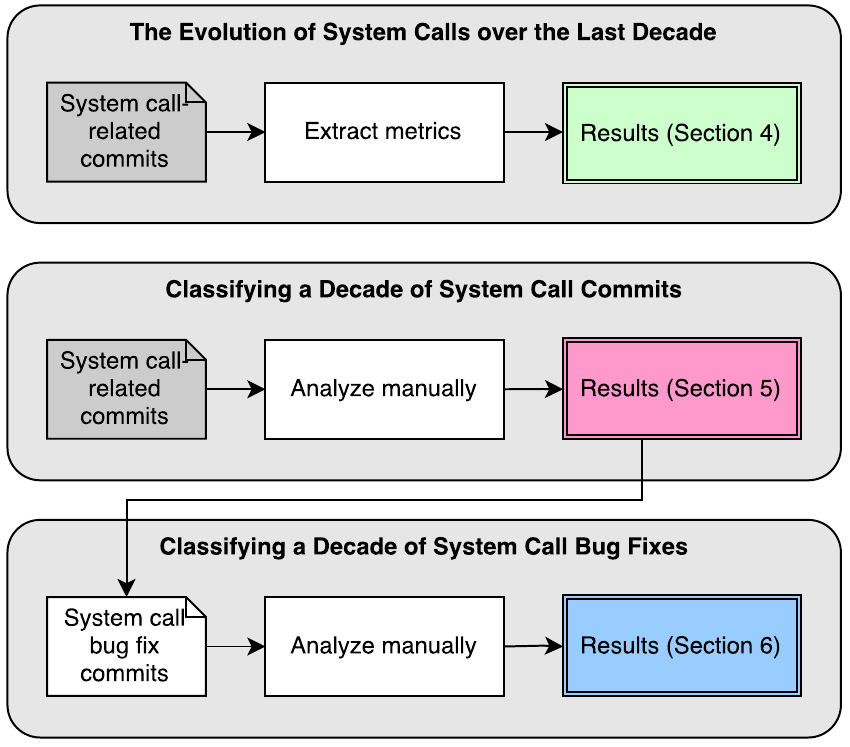 The Evolution of System Calls over the Last Decade
System call-
related
commits
Extract metrics
Results (Section 4)
Classifying a Decade of System Call Commits
System call-
related
commits
Analyze manually
Results (Section 5)
Classifying a Decade of System Call Bug Fixes
System call
bug fix
commits
Analyze manually
Results (Section 6)